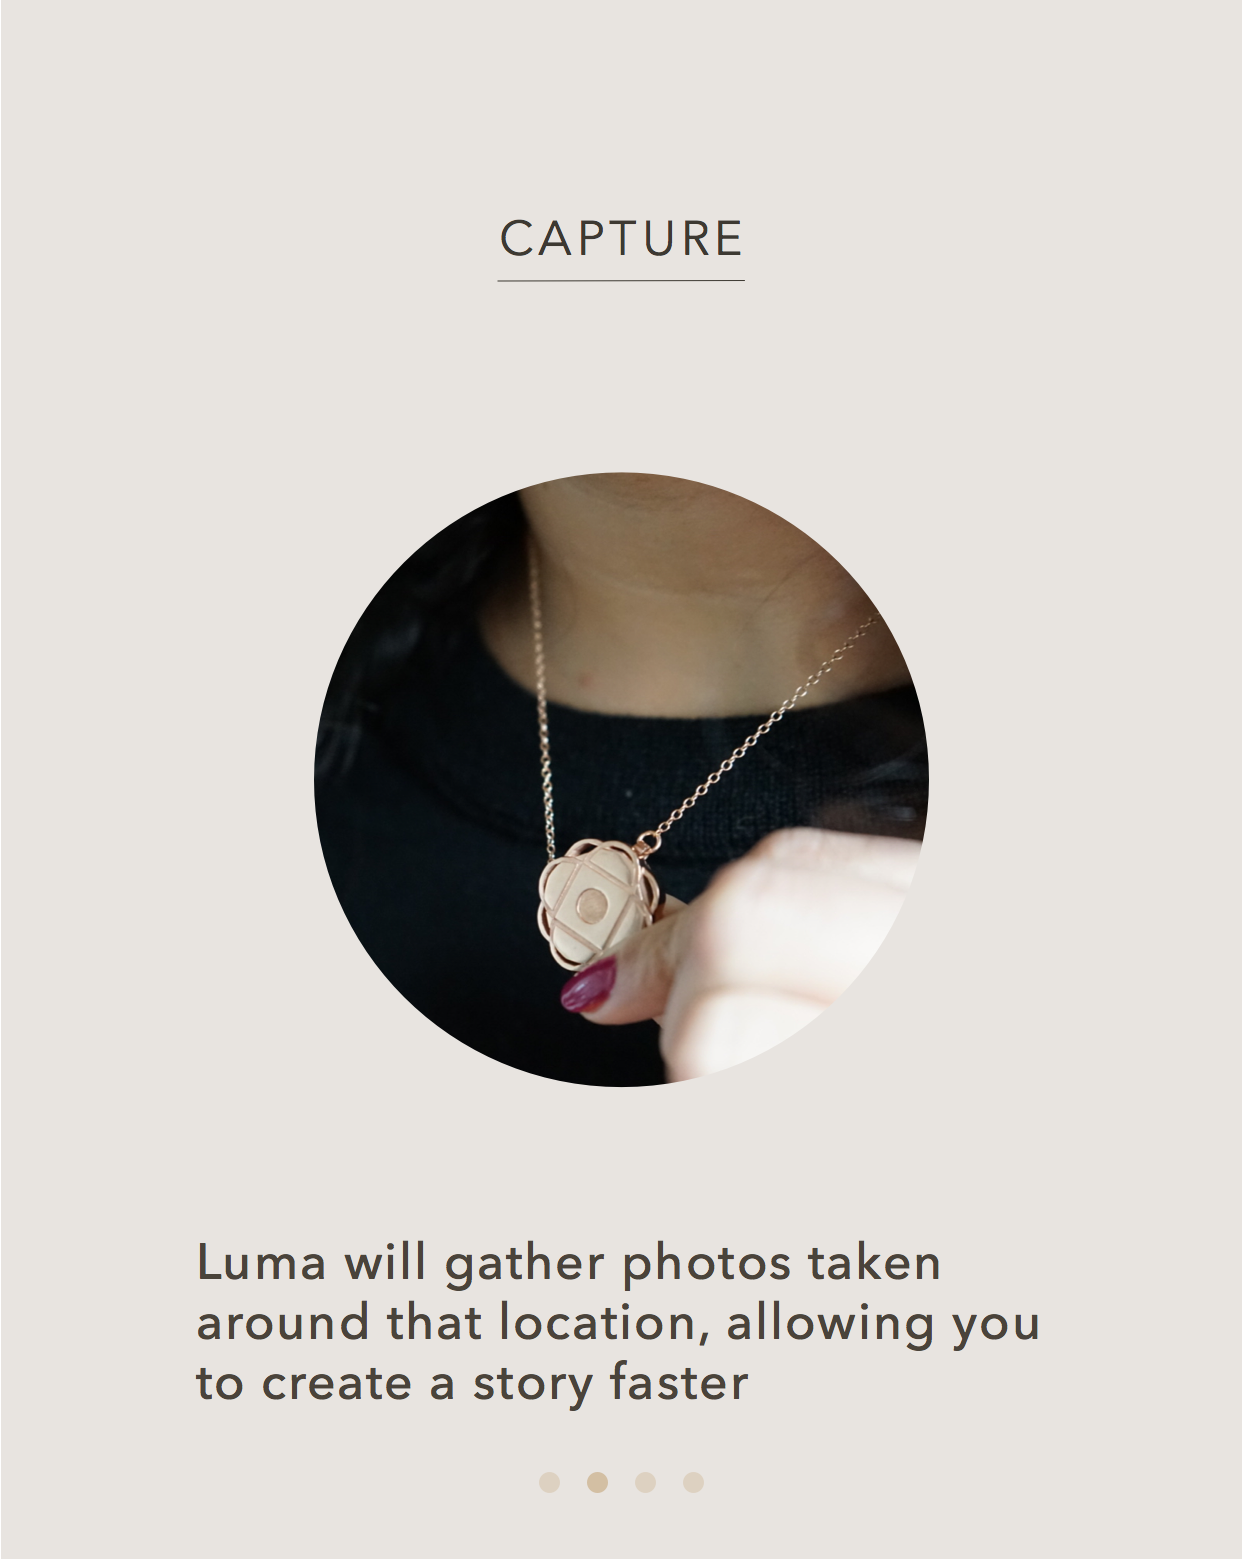 CAPTURE
Luma will gather photos taken
around that location, allowing you
to create a story faster